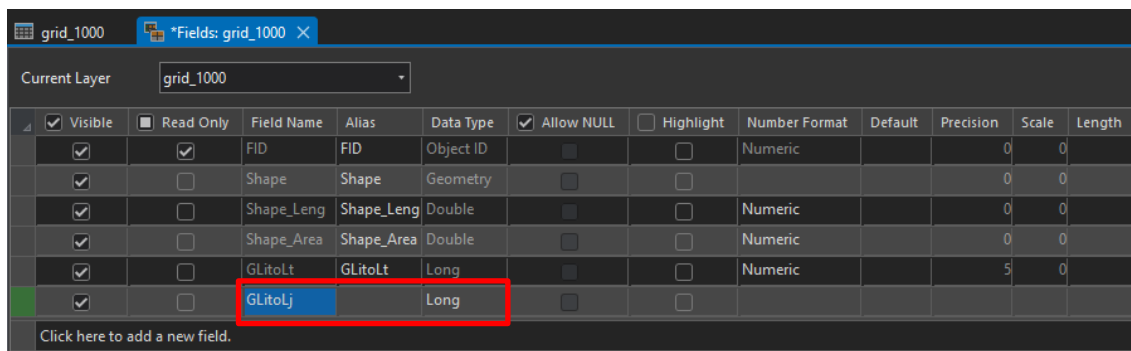 grid_1000 *Fields: grid_1000
Current Layer grid_1000
Visible Read Only Field Name Alias Data Type Allow NULL Highlight Number Format Default Precision Scale Length
FID FID Object ID Numeric 0 0
Shape Shape Geometry 0 0
Shape_Leng Shape_Leng Double Numeric 0 0
Shape_Area Shape_Area Double Numeric 0 0
GLitoLt GLitoLt Long Numeric 5 0
GLitoLj Long
Click here to add a new field.